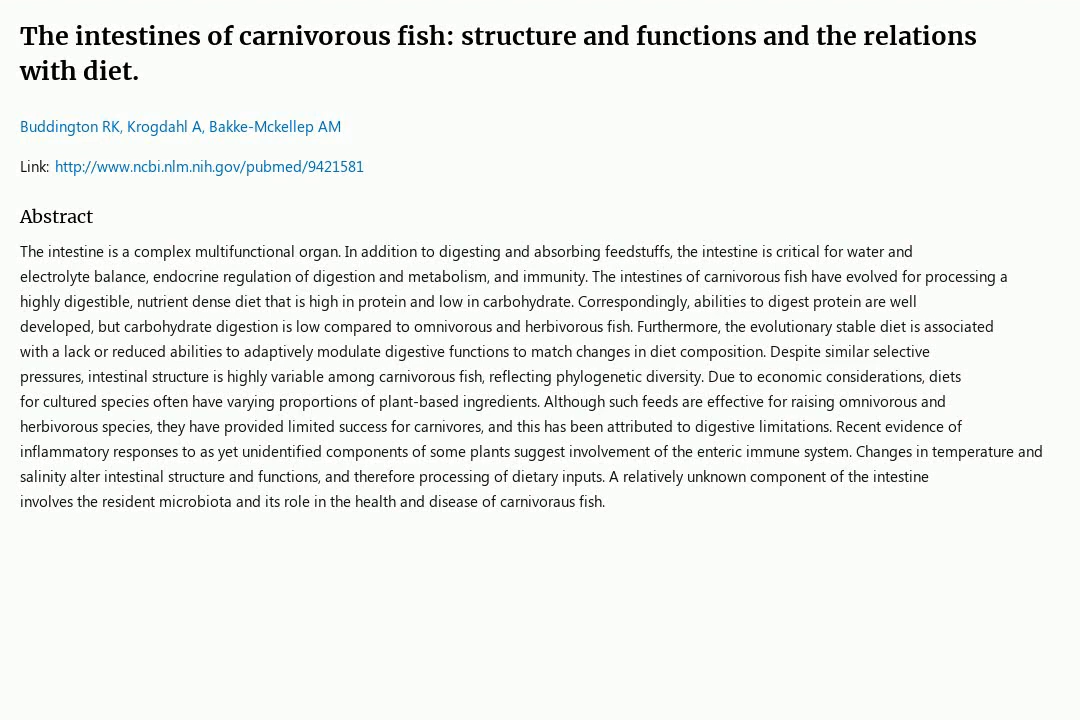 The intestines of carnivorous fish: structure and functions and the relations
with diet.
Buddington RK, Krogdahl A, Bakke-Mckellep AM
Link: http://www.ncbi.nlm.nih.gov/pubmed/9421581
Abstract
The intestine is a complex multifunctional organ. In addition to digesting and absorbing feedstuffs, the intestine is critical for water and
electrolyte balance, endocrine regulation of digestion and metabolism, and immunity. The intestines of carnivorous fish have evolved for processing a
highly digestible, nutrient dense diet that is high in protein and low in carbohydrate. Correspondingly, abilities to digest protein are well
developed, but carbohydrate digestion is low compared to omnivorous and herbivorous fish. Furthermore, the evolutionary stable diet is associated
with a lack or reduced abilities to adaptively modulate digestive functions to match changes in diet composition. Despite similar selective
pressures, intestinal structure is highly variable among carnivorous fish, reflecting phylogenetic diversity. Due to economic considerations, diets
for cultured species often have varying proportions of plant-based ingredients. Although such feeds are effective for raising omnivorous and
herbivorous species, they have provided limited success for carnivores, and this has been attributed to digestive limitations. Recent evidence of
inflammatory responses to as yet unidentified components of some plants suggest involvement of the enteric immune system. Changes in temperature and
salinity alter intestinal structure and functions, and therefore processing of dietary inputs. A relatively unknown component of the intestine
involves the resident microbiota and its role in the health and disease of carnivoraus fish.